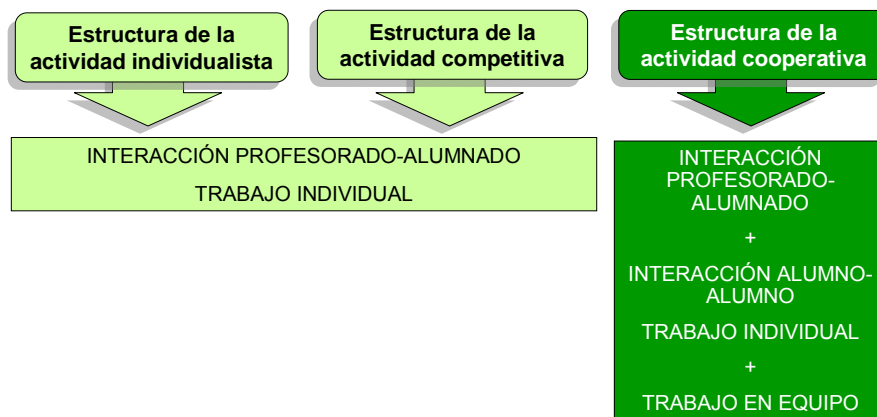 Estructura de la
actividad individualista
Estructura de la
actividad competitiva
Estructura de la
actividad cooperativa
INTERACCIÓN PROFESORADO-ALUMNADO
TRABAJO INDIVIDUAL
INTERACCIÓN
PROFESORADO-
ALUMNADO
+
INTERACCIÓN ALUMNO-
ALUMNO
TRABAJO INDIVIDUAL
+
TRABAJO EN EQUIPO